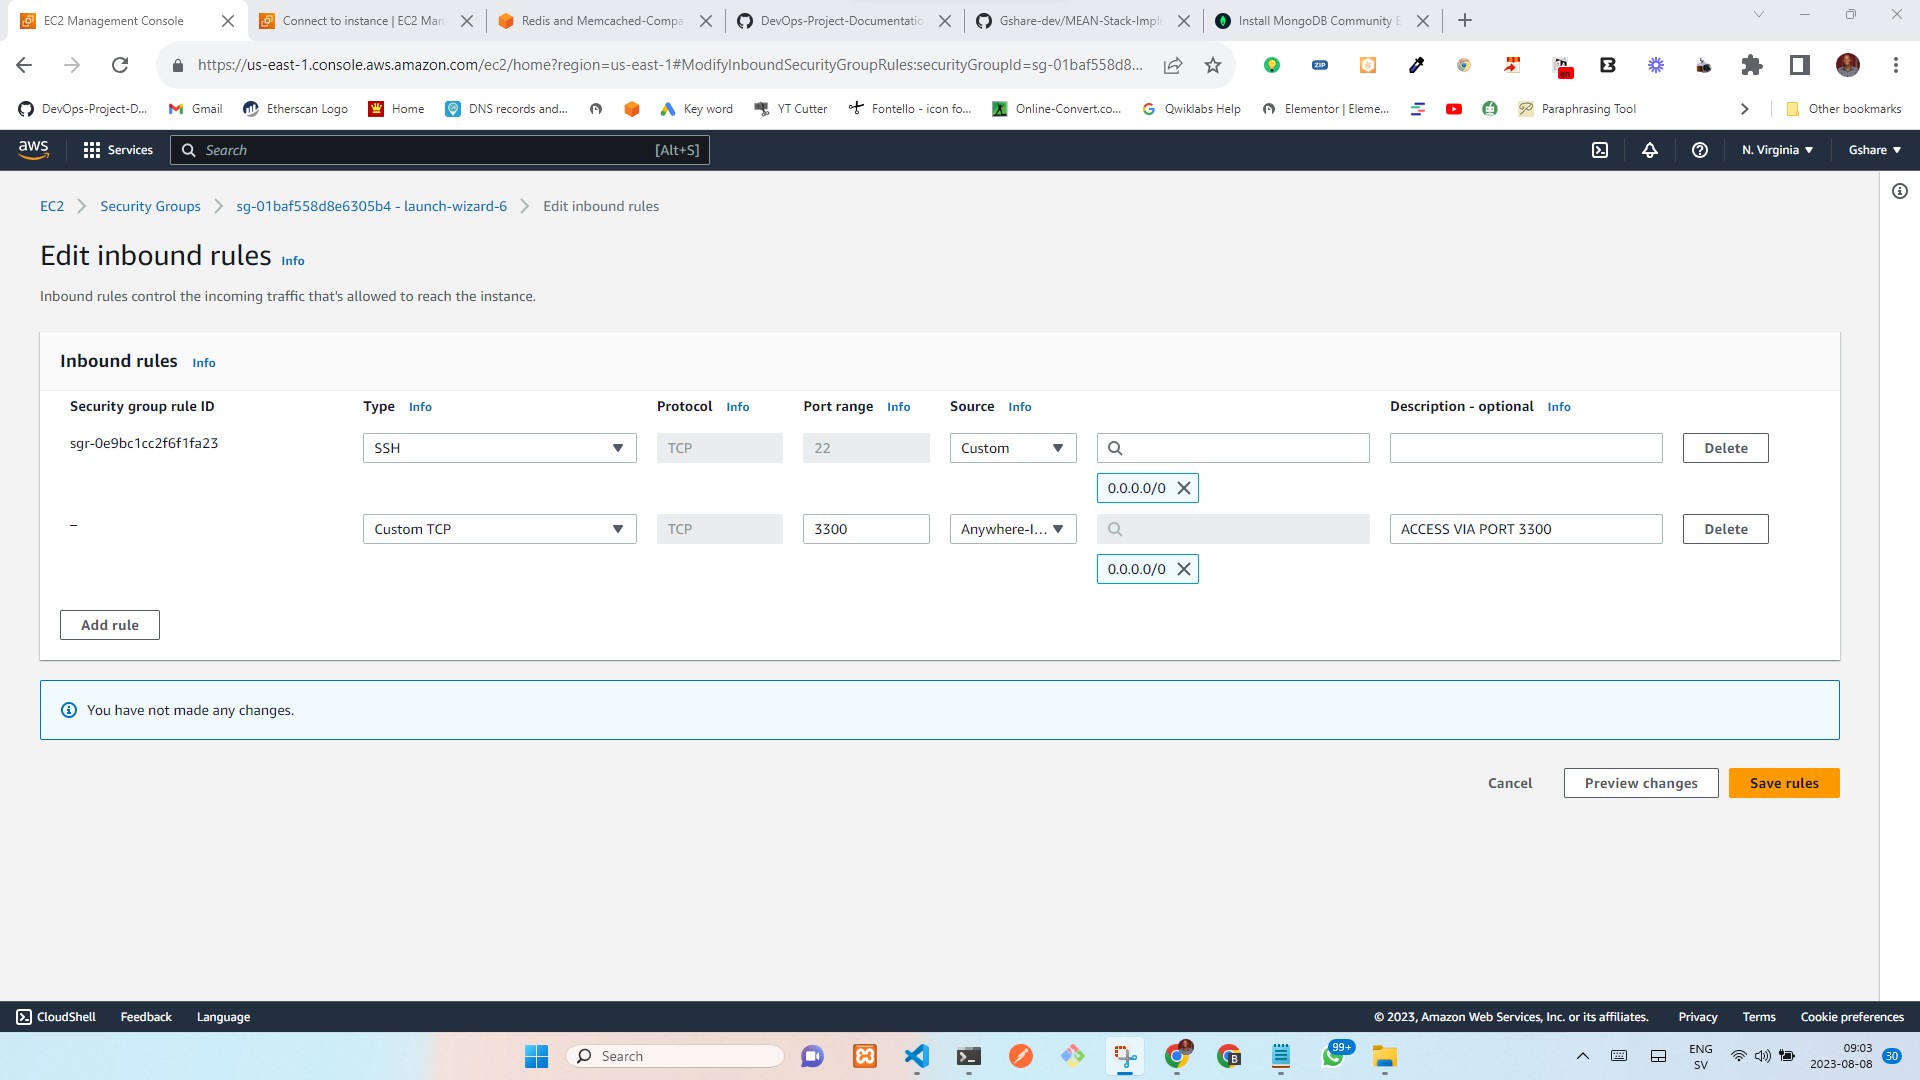 EC2 Management Console
Connect to instance | EC2 Man
Redis and Memcached-Compa
DevOps-Project-Documentatio
Gshare-dev/MEAN-Stack-Imple
Install MongoDB Community E
https://us-east-1.console.aws.amazon.com/ec2/home?region=us-east-1#ModifyInboundSecurityGroupRules:securityGroupId=sg-01baf558d8...
DevOps-Project-D...
Gmail
Etherscan Logo
Home
DNS records and...
Key word
YT Cutter
Fontello - icon fo...
Online-Convert.co...
Qwiklabs Help
Elementor | Eleme...
Paraphrasing Tool
Other bookmarks
aws
Services
Search
[Alt+S]
N. Virginia
Gshare
EC2
Security Groups
sg-01baf558d8e6305b4 - launch-wizard-6
Edit inbound rules
Edit inbound rules Info
Inbound rules control the incoming traffic that's allowed to reach the instance.
Inbound rules Info
Security group rule ID
Type Info
Protocol Info
Port range Info
Source Info
Description - optional Info
sgr-0e9bc1cc2f6f1fa23
SSH
TCP
22
Custom
Delete
0.0.0.0/0
–
Custom TCP
TCP
3300
Anywhere-I...
ACCESS VIA PORT 3300
Delete
0.0.0.0/0
Add rule
You have not made any changes.
Cancel
Preview changes
Save rules
CloudShell
Feedback
Language
© 2023, Amazon Web Services, Inc. or its affiliates.
Privacy
Terms
Cookie preferences
Search
99+
ENG
SV
09:03
2023-08-08
30